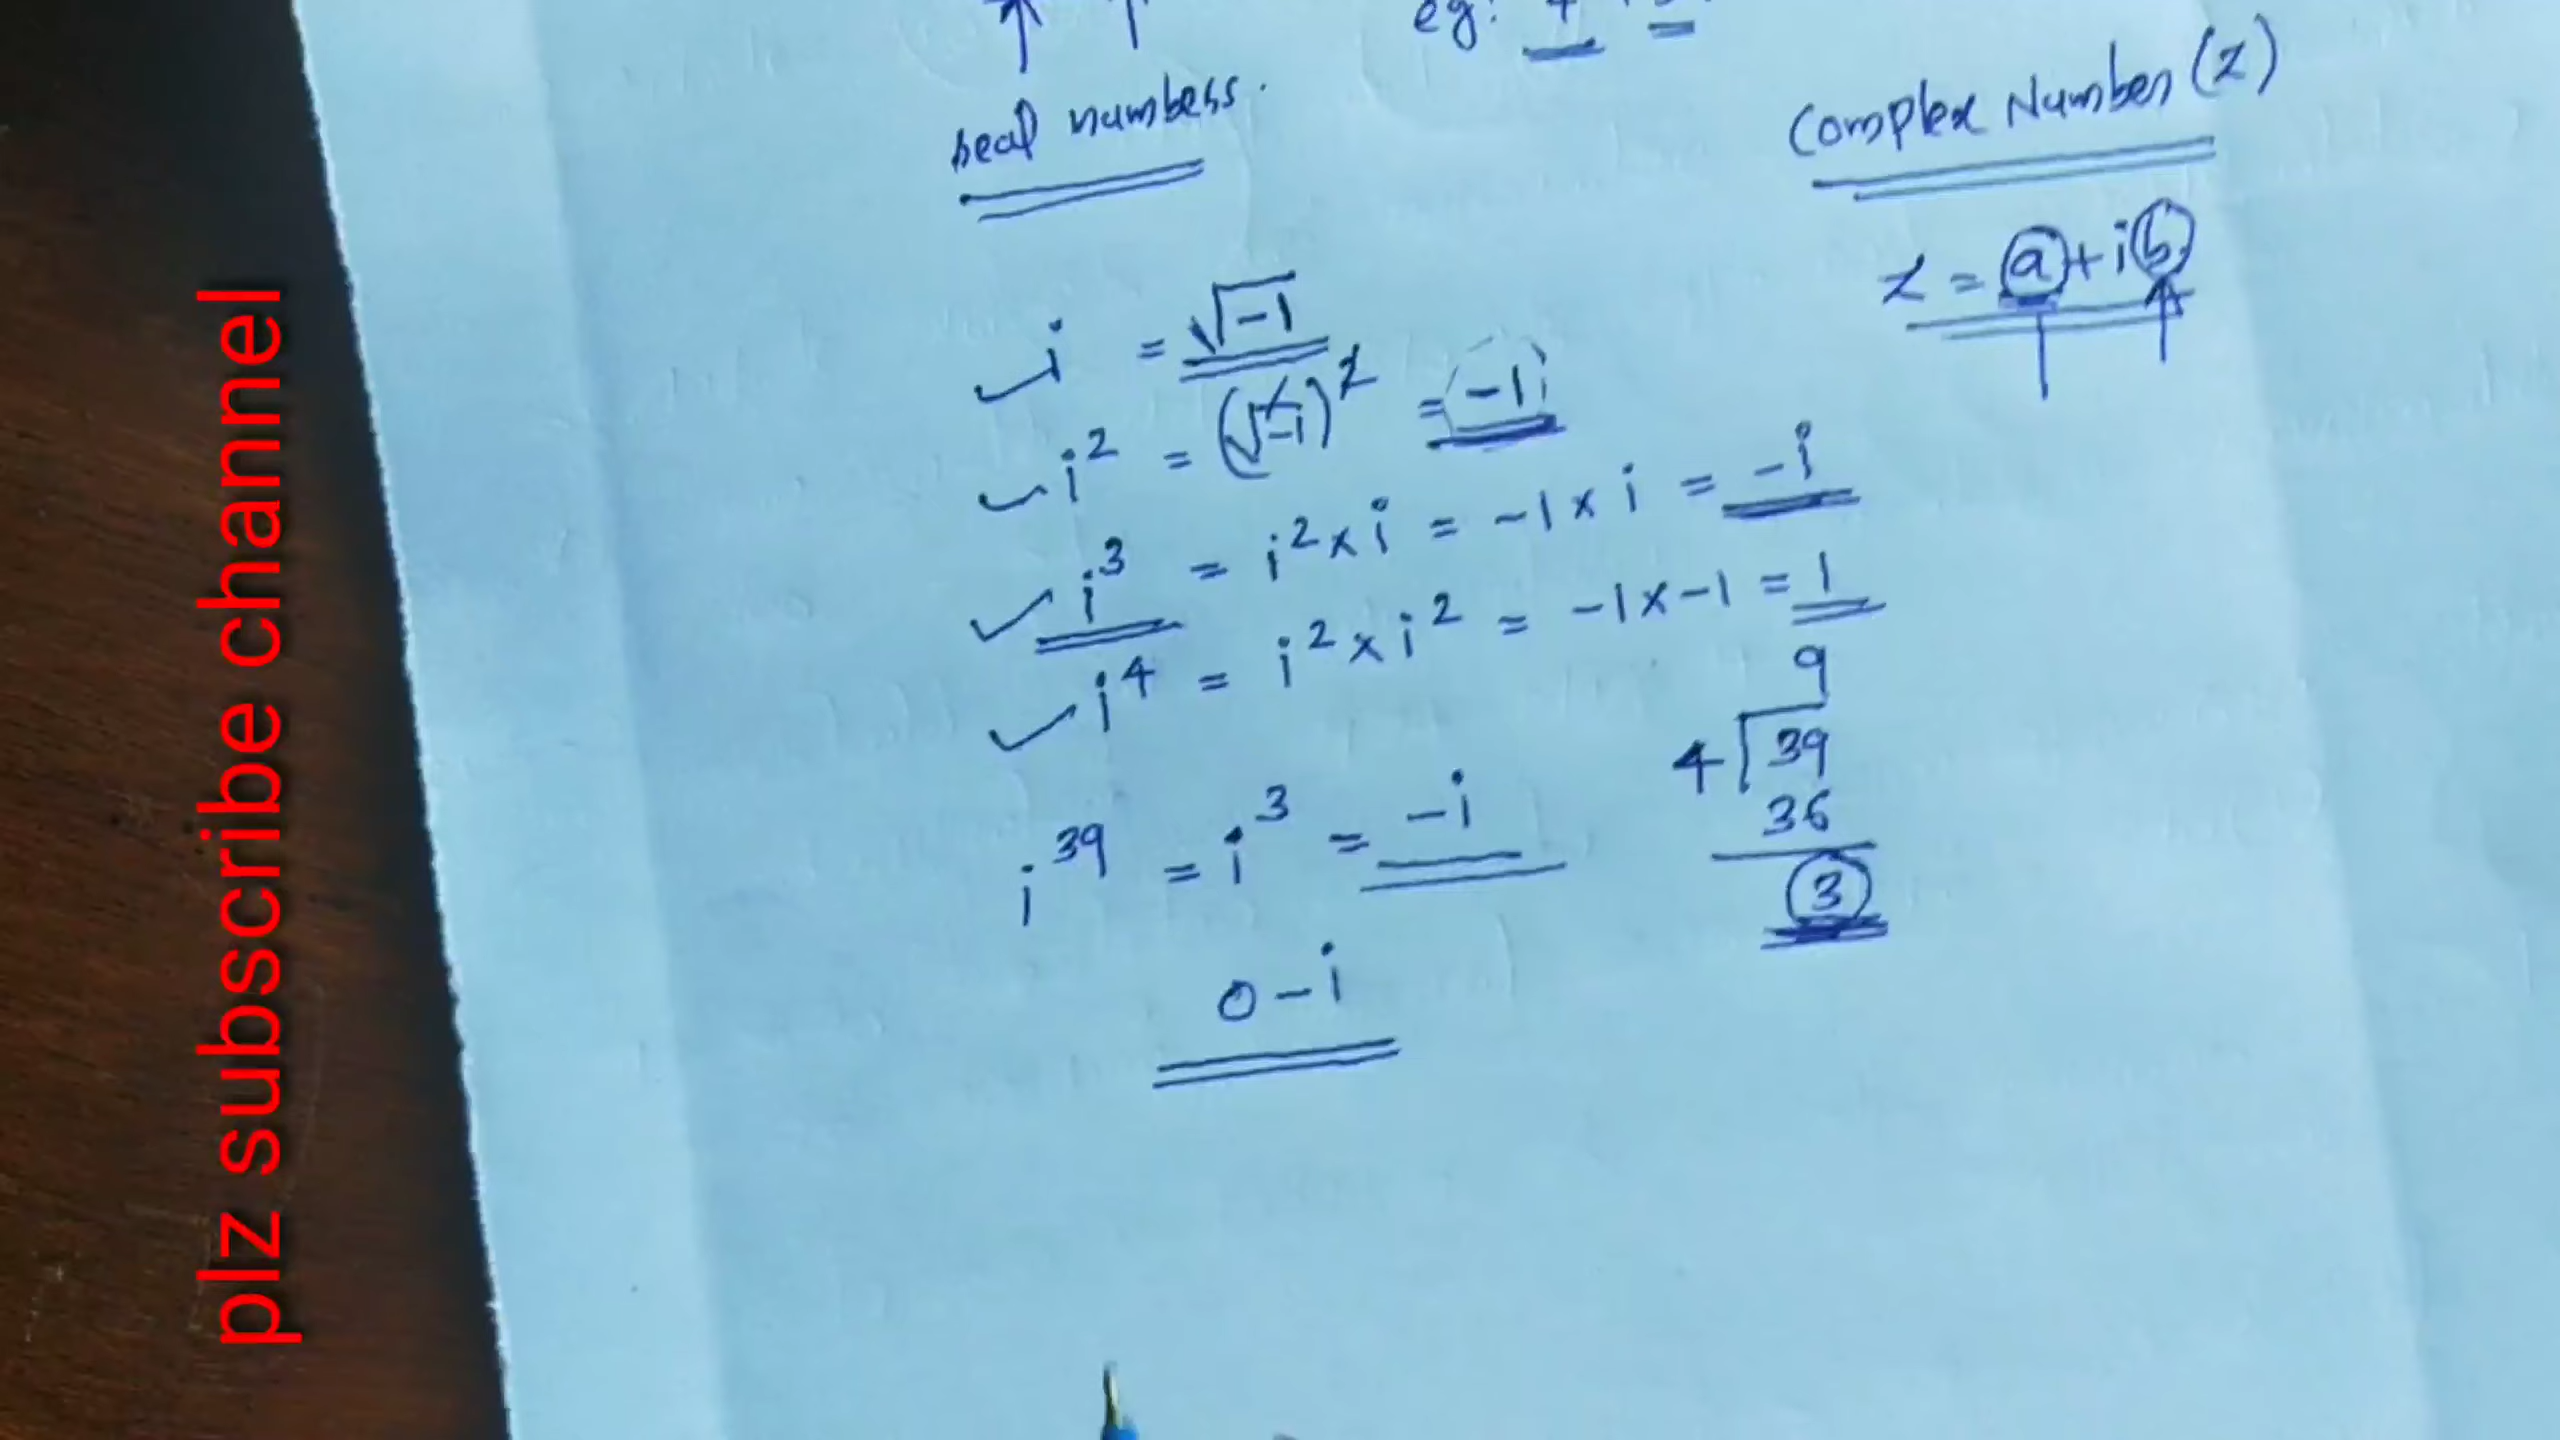 eg:
real numbers.
Complex Number (Z)
Z = a + ib
i = √-1
i² = (√-1)² = -1
i³ = i² x i = -1 x i = -i
i⁴ = i² x i² = -1 x -1 = 1
9
4 √39
36
3
i³⁹ = i³ = -i
0 - i
plz subscribe channel